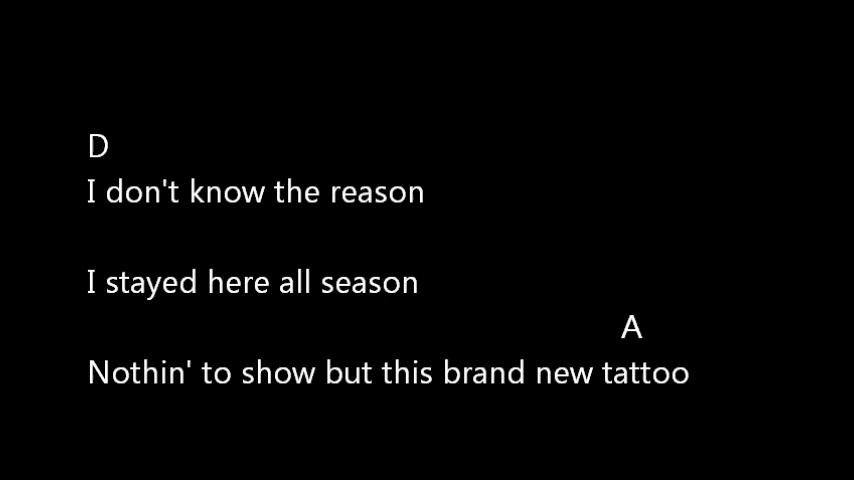 D
I don't know the reason
I stayed here all season
A
Nothin' to show but this brand new tattoo